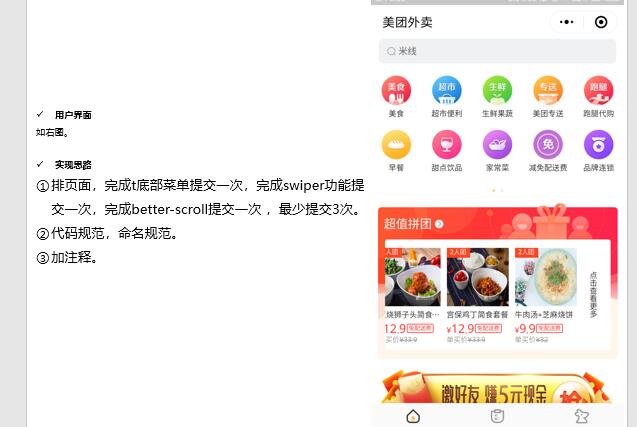 ✓ 用户界面
如右图。
✓ 实现思路
①排页面，完成t底部菜单提交一次，完成swiper功能提
交一次，完成better-scroll提交一次 ，最少提交3次。
②代码规范，命名规范。
③加注释。
美团外卖
米线
美食 超市 生鲜 专送 跑腿
美食 超市便利 生鲜果蔬 美团专送 跑腿代购
免
早餐 甜点饮品 家常菜 减免配送费 品牌连锁
超值拼团
2人团 2人团 2人团
点击查看更多
烧狮子头简食… 宫保鸡丁简食套餐 牛肉汤+芝麻烧饼
12.9 免配送费 ¥12.9 免配送费 ¥9.9 免配送费
单买价¥33.9 单买价¥33.9 单买价¥32
邀好友 赚5元现金
抢